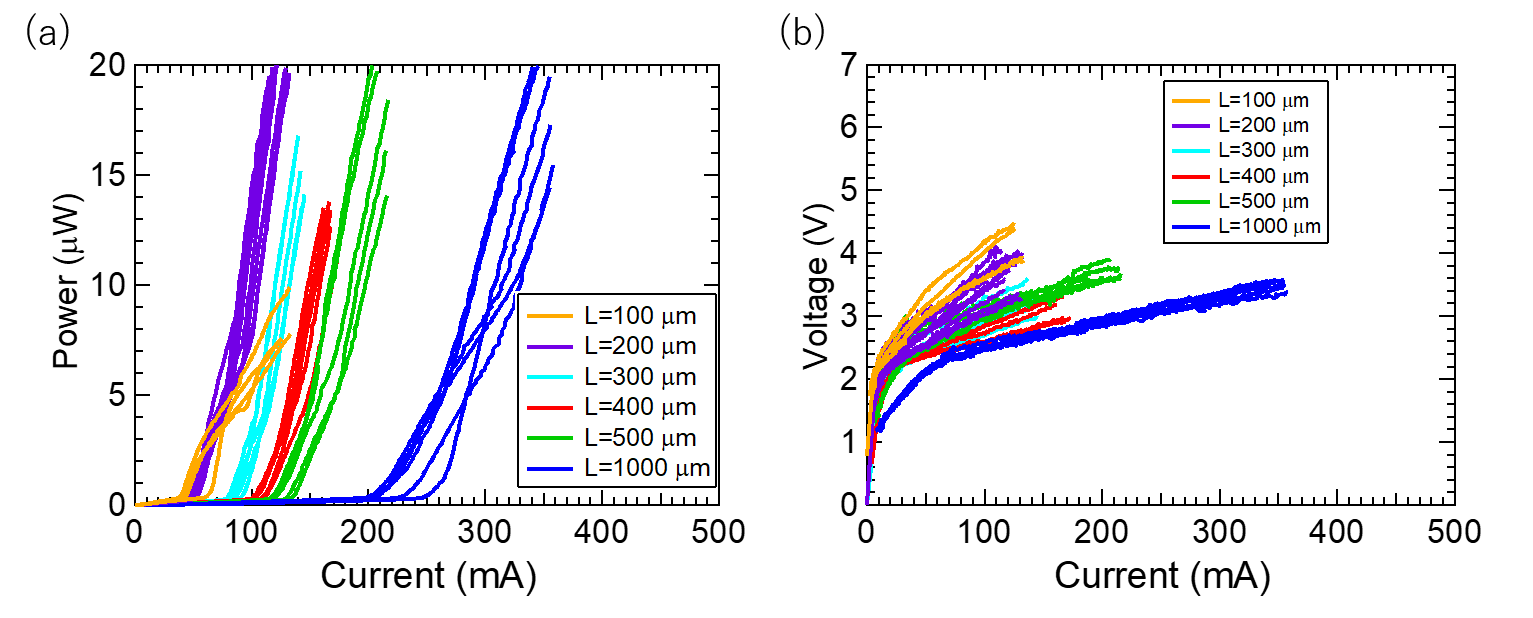 (a)
20
15
10
5
0
Power (μW)
L=100 μm
L=200 μm
L=300 μm
L=400 μm
L=500 μm
L=1000 μm
0 100 200 300 400 500
Current (mA)
(b)
7
6
5
4
3
2
1
0
Voltage (V)
L=100 μm
L=200 μm
L=300 μm
L=400 μm
L=500 μm
L=1000 μm
0 100 200 300 400 500
Current (mA)